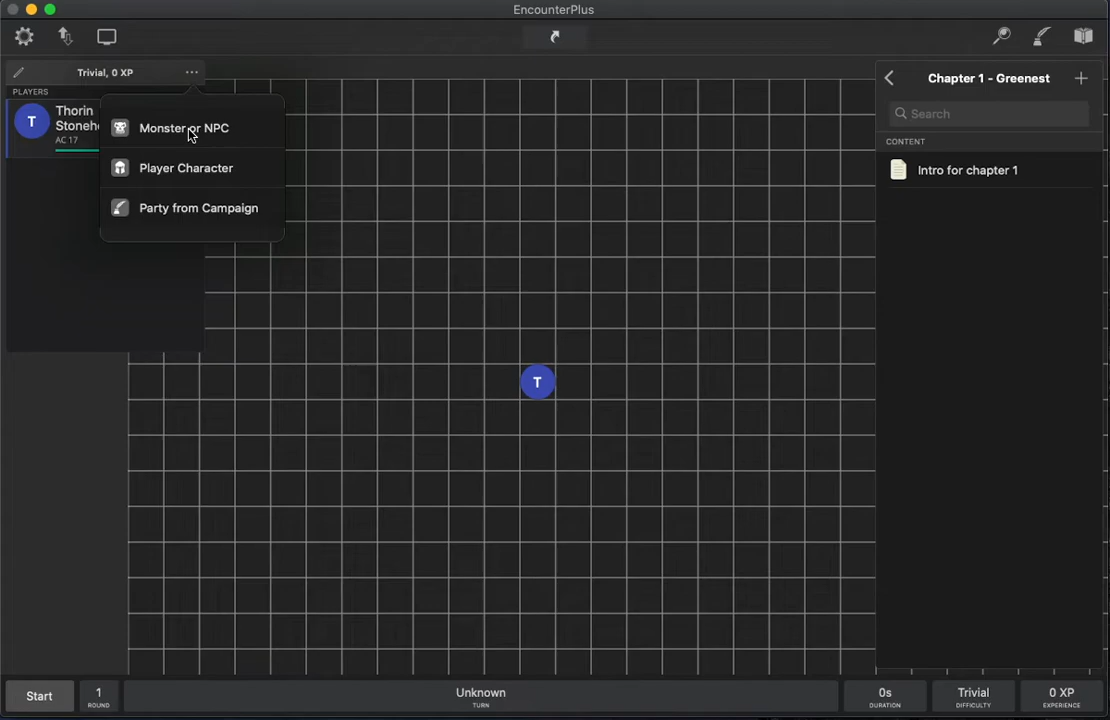 EncounterPlus
Trivial, 0 XP
PLAYERS
T
Thorin
Stoneh
AC 17
Monster or NPC
Player Character
Party from Campaign
T
Chapter 1 - Greenest
Search
CONTENT
Intro for chapter 1
Start
1
ROUND
Unknown
TURN
0s
DURATION
Trivial
DIFFICULTY
0 XP
EXPERIENCE